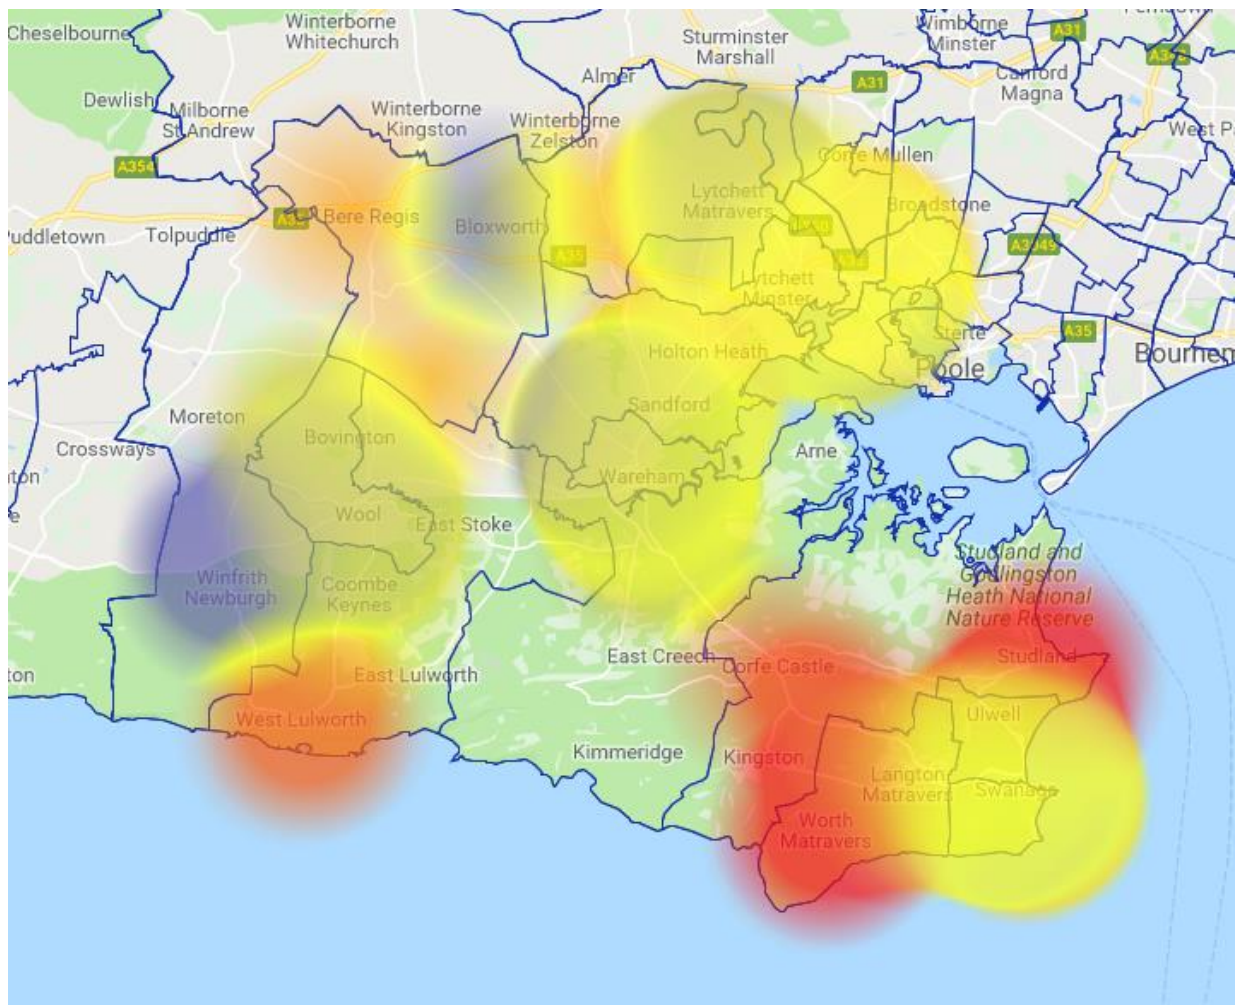 Cheselbourne
Winterborne
Whitechurch
Sturminster
Marshall
Wimborne
Minster
A31
Almer
A31
Canford
Magna
Dewlish
Milborne
St Andrew
Winterborne
Kingston
Winterborne
Zelston
West
Corfe Mullen
A354
Lytchett
Matravers
Broadstone
Bere Regis
Bloxworth
Puddletown
Tolpuddle
A35
A3049
Lytchett
Minster
Sterte
A35
Holton Heath
Poole
Bournem
Moreton
Sandford
Bovington
Crossways
Arne
Wareham
Wool
East Stoke
Studland and
Godlingston
Heath National
Nature Reserve
Winfrith
Newburgh
Coombe
Keynes
East Creech
Corfe Castle
Studland
East Lulworth
West Lulworth
Ulwell
Kimmeridge
Kingston
Langton
Matravers
Swanage
Worth
Matravers